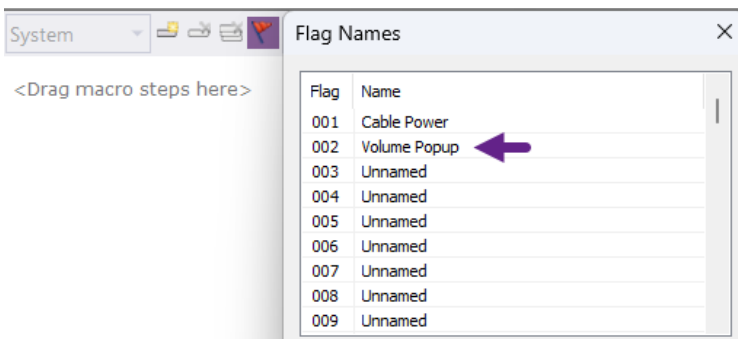 System
Flag Names
<Drag macro steps here>
Flag Name
001 Cable Power
002 Volume Popup
003 Unnamed
004 Unnamed
005 Unnamed
006 Unnamed
007 Unnamed
008 Unnamed
009 Unnamed